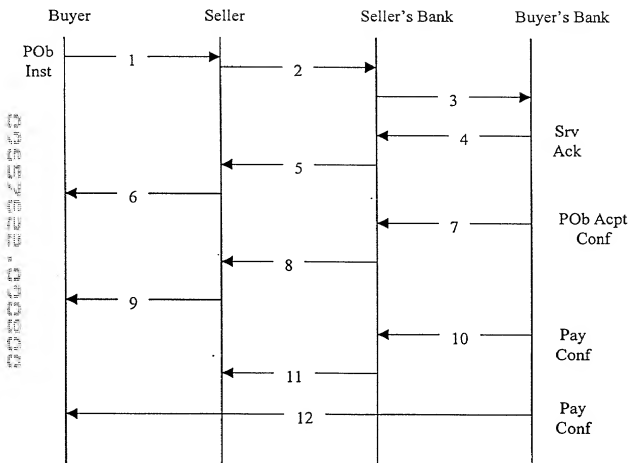 Buyer Seller Seller's Bank Buyer's Bank
POb
Inst
1
2
3
4
Srv
Ack
5
6
7
POb Acpt
Conf
8
9
10
Pay
Conf
11
12
Pay
Conf